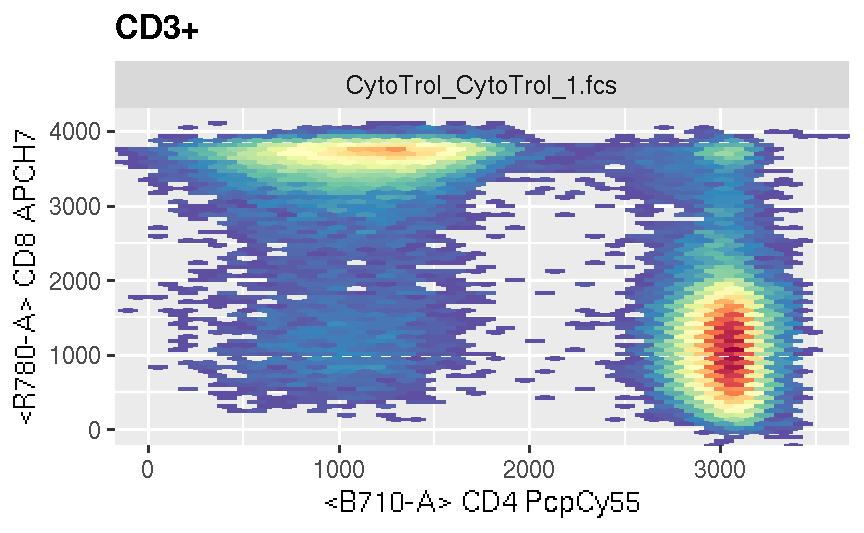 CD3+
CytoTrol_CytoTrol_1.fcs
<R780-A> CD8 APCH7
4000
3000
2000
1000
0
0 1000 2000 3000
<B710-A> CD4 PcpCy55